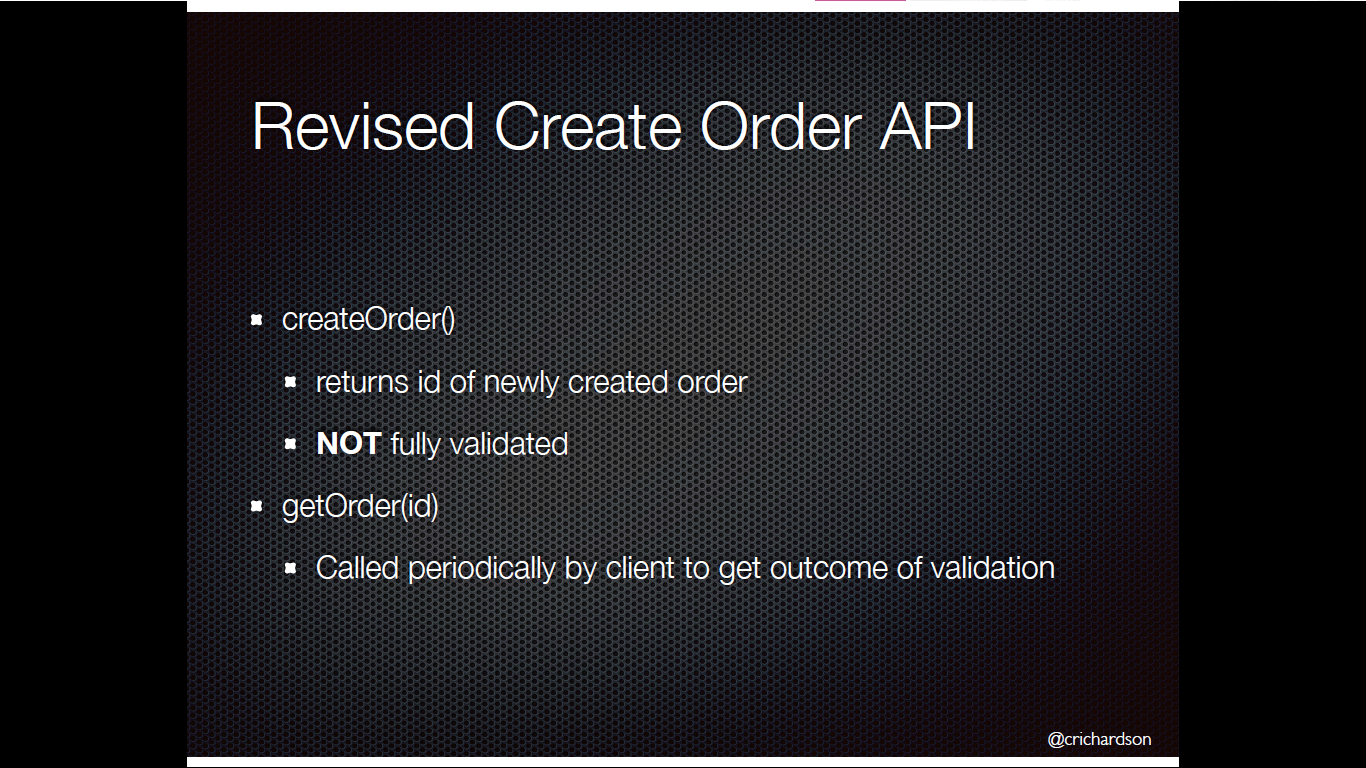 Revised Create Order API
createOrder()
returns id of newly created order
NOT fully validated
getOrder(id)
Called periodically by client to get outcome of validation
@crichardson